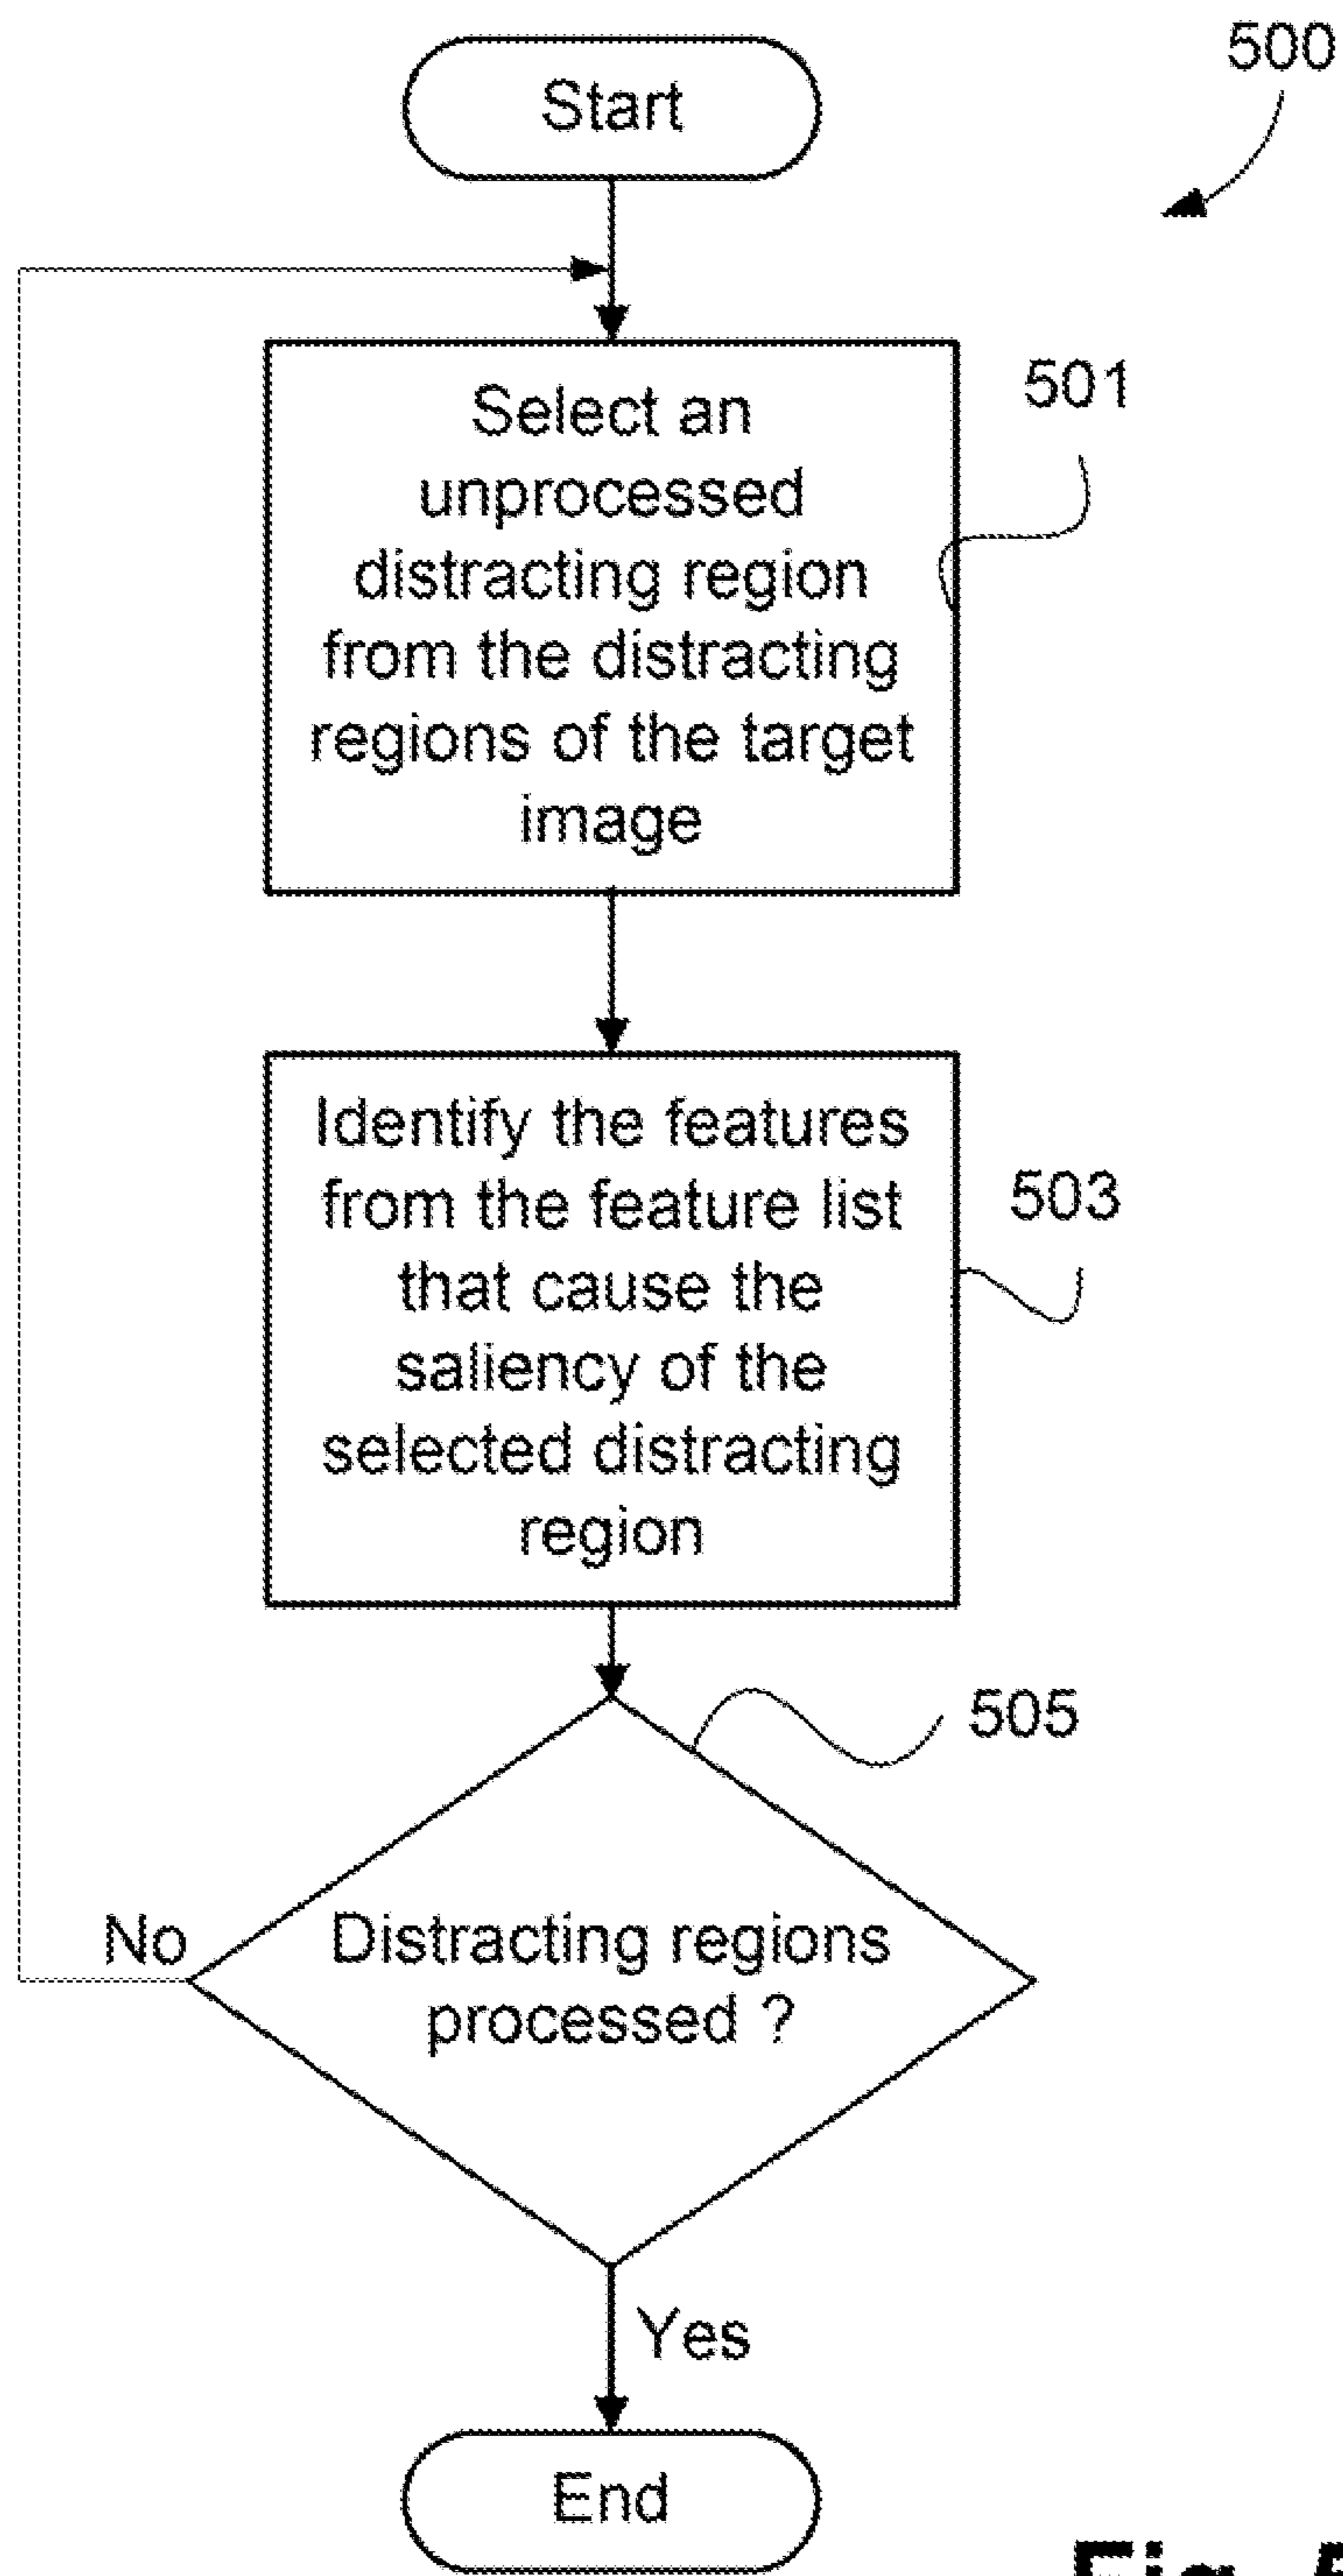 500
Start
Select an
unprocessed
distracting region
from the distracting
regions of the target
image
501
Identify the features
from the feature list
that cause the
saliency of the
selected distracting
region
503
505
Distracting regions
processed ?
No
Yes
End